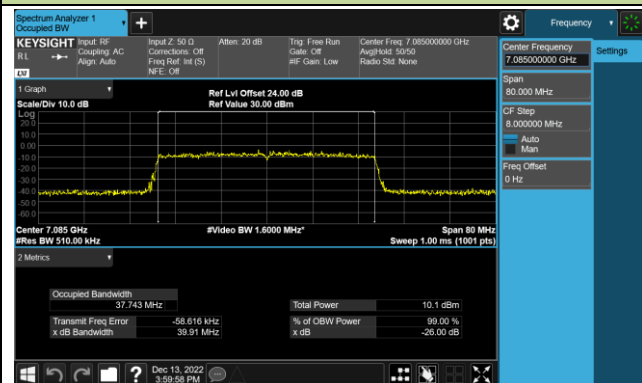 Spectrum Analyzer 1
Occupied BW
+
Frequency
KEYSIGHT
RL
LXI
Input: RF
Coupling: AC
Align: Auto
Input Z: 50 Ω
Corrections: Off
Freq Ref: Int (S)
NFE: Off
Atten: 20 dB
Trig: Free Run
Gate: Off
#IF Gain: Low
Center Freq: 7.085000000 GHz
Avg|Hold: 50/50
Radio Std: None
Center Frequency
7.085000000 GHz
Settings
Span
80.000 MHz
CF Step
8.000000 MHz
Auto
Man
Freq Offset
0 Hz
1 Graph
Scale/Div 10.0 dB
Ref Lvl Offset 24.00 dB
Ref Value 30.00 dBm
Log
20.0
10.0
0.00
-10.0
-20.0
-30.0
-40.0
-50.0
-60.0
Center 7.085 GHz
#Res BW 510.00 kHz
#Video BW 1.6000 MHz*
Span 80 MHz
Sweep 1.00 ms (1001 pts)
2 Metrics
Occupied Bandwidth
37.743 MHz
Transmit Freq Error -58.616 kHz
x dB Bandwidth 39.91 MHz
Total Power 10.1 dBm
% of OBW Power 99.00 %
x dB -26.00 dB
?
Dec 13, 2022
3:59:58 PM